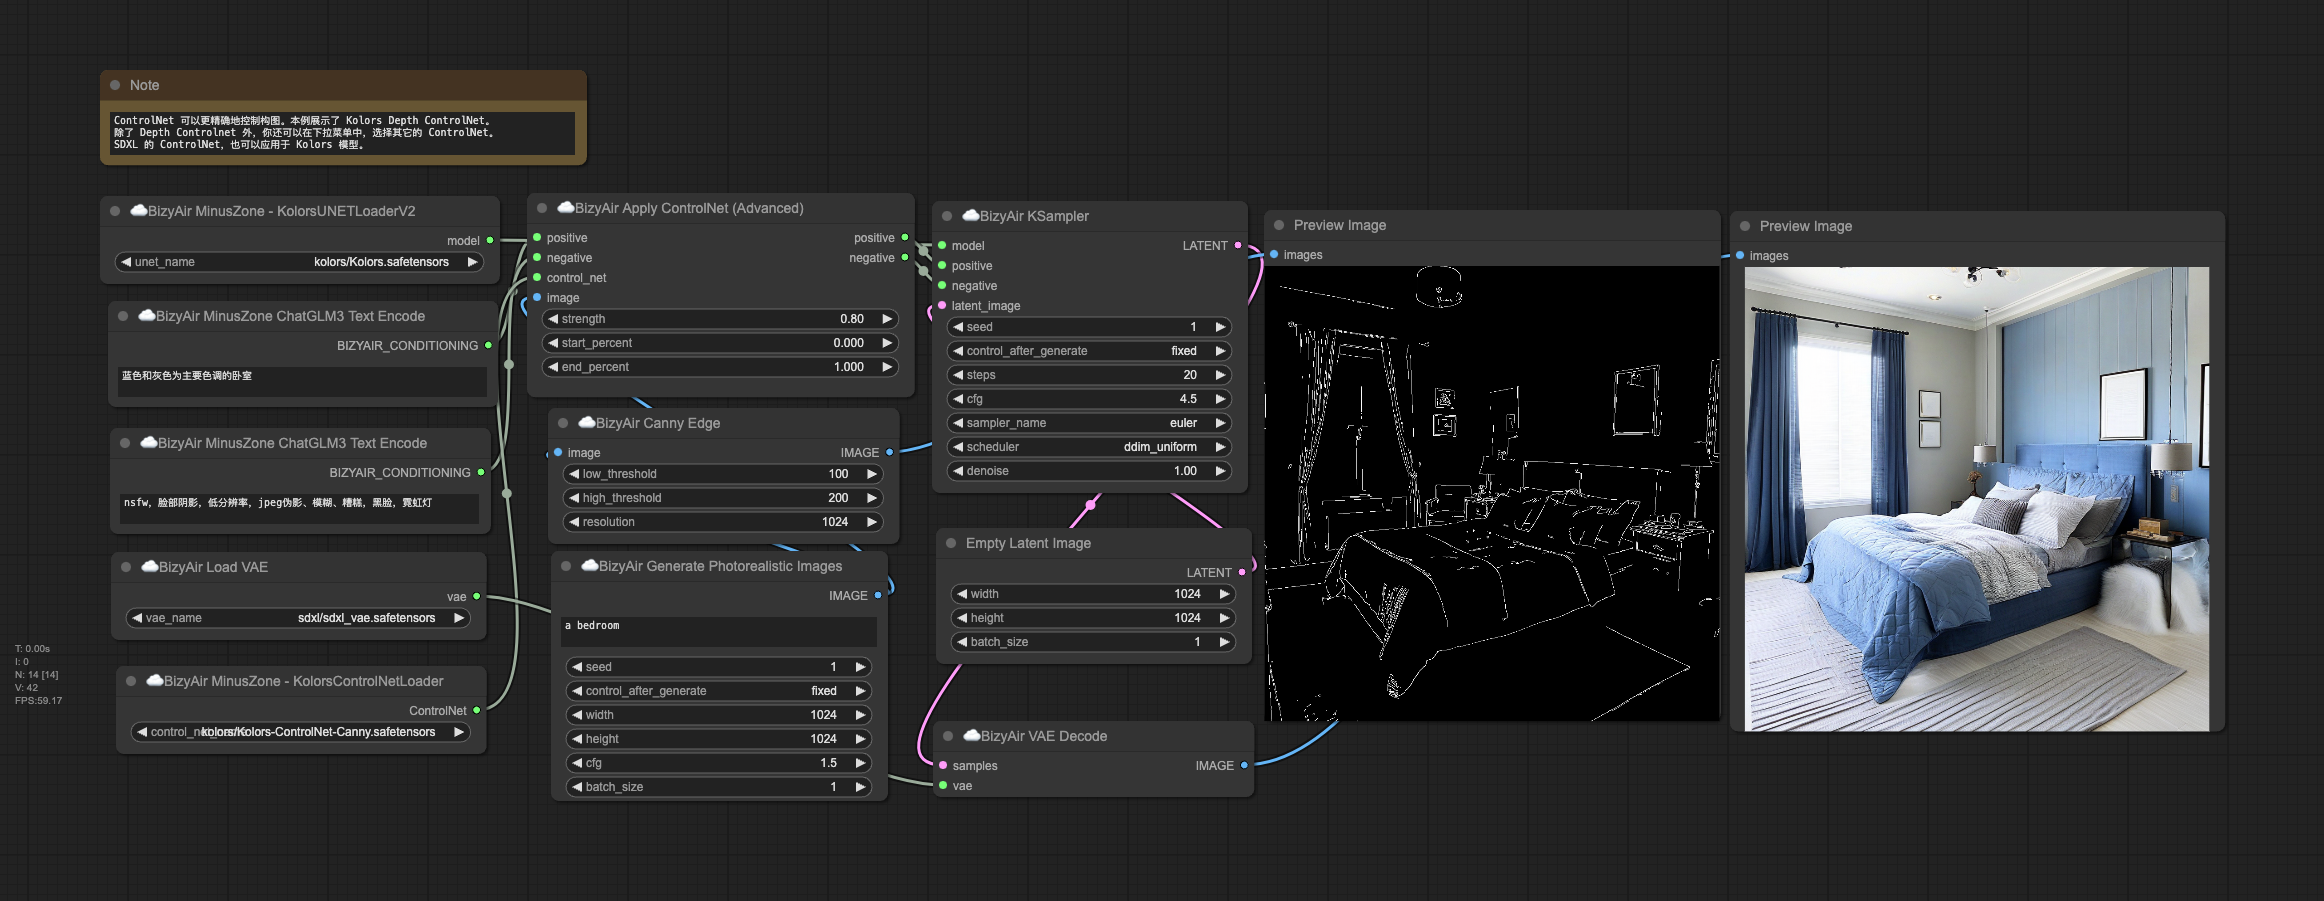 Note
ControlNet 可以更精确地控制构图。本例展示了 Kolors Depth ControlNet。
除了 Depth Controlnet 外，你还可以在下拉菜单中，选择其它的 ControlNet。
SDXL 的 ControlNet，也可以应用于 Kolors 模型。
BizyAir MinusZone - KolorsUNETLoaderV2
model
unet_name kolors/Kolors.safetensors
BizyAir MinusZone ChatGLM3 Text Encode
BIZYAIR_CONDITIONING
蓝色和灰色为主要色调的卧室
BizyAir MinusZone ChatGLM3 Text Encode
BIZYAIR_CONDITIONING
nsfw，脸部阴影，低分辨率，jpeg伪影、模糊、糟糕，黑脸，霓虹灯
BizyAir Load VAE
vae
vae_name sdxl/sdxl_vae.safetensors
BizyAir MinusZone - KolorsControlNetLoader
ControlNet
kolors/Kolors-ControlNet-Canny.safetensors
T: 0.00s
I: 0
N: 14 [14]
V: 42
FPS:59.17
BizyAir Apply ControlNet (Advanced)
positive positive
negative negative
control_net
image
strength 0.80
start_percent 0.000
end_percent 1.000
BizyAir Canny Edge
image IMAGE
low_threshold 100
high_threshold 200
resolution 1024
BizyAir Generate Photorealistic Images
IMAGE
a bedroom
seed 1
control_after_generate fixed
width 1024
height 1024
cfg 1.5
batch_size 1
BizyAir KSampler
model LATENT
positive
negative
latent_image
seed 1
control_after_generate fixed
steps 20
cfg 4.5
sampler_name euler
scheduler ddim_uniform
denoise 1.00
Empty Latent Image
LATENT
width 1024
height 1024
batch_size 1
BizyAir VAE Decode
samples IMAGE
vae
Preview Image
images
Preview Image
images